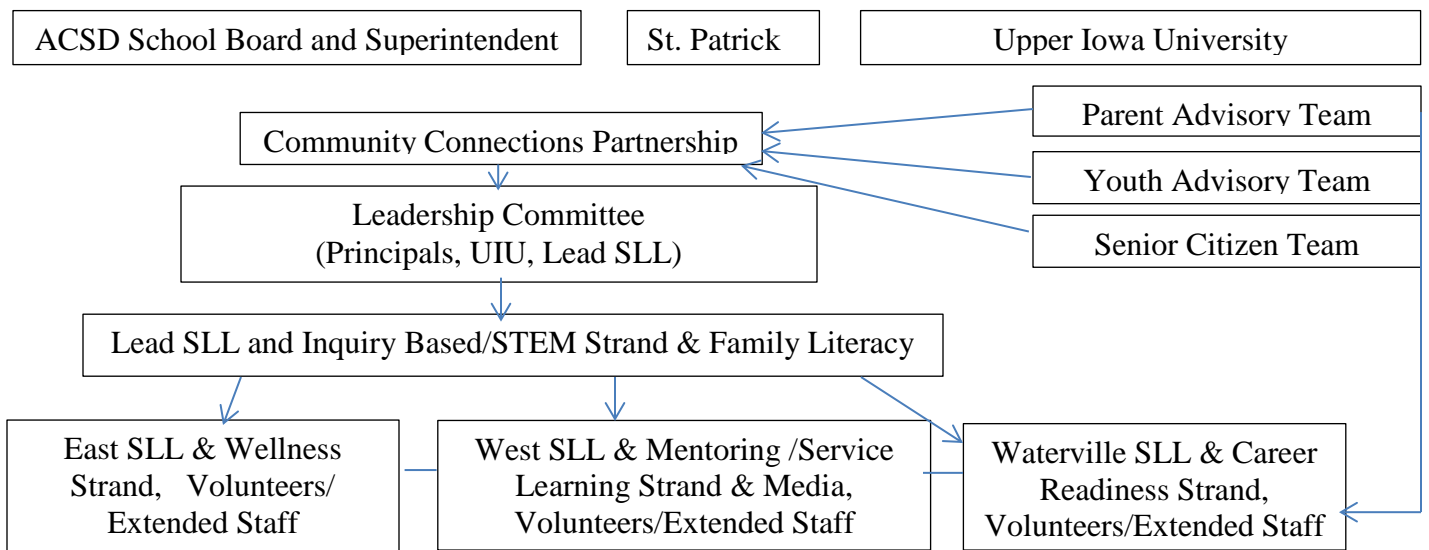 ACSD School Board and Superintendent
St. Patrick
Upper Iowa University
Parent Advisory Team
Community Connections Partnership
Youth Advisory Team
Leadership Committee
(Principals, UIU, Lead SLL)
Senior Citizen Team
Lead SLL and Inquiry Based/STEM Strand & Family Literacy
East SLL & Wellness
Strand, Volunteers/
Extended Staff
West SLL & Mentoring /Service
Learning Strand & Media,
Volunteers/Extended Staff
Waterville SLL & Career
Readiness Strand,
Volunteers/Extended Staff